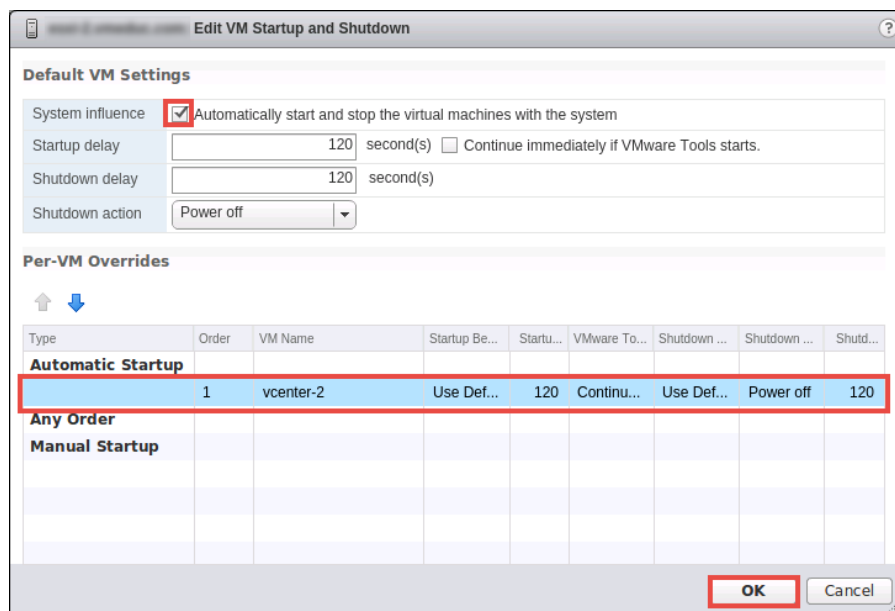 Edit VM Startup and Shutdown ?
Default VM Settings
System influence Automatically start and stop the virtual machines with the system
Startup delay 120 second(s) Continue immediately if VMware Tools starts.
Shutdown delay 120 second(s)
Shutdown action Power off
Per-VM Overrides
Type Order VM Name Startup Be... Startu... VMware To... Shutdown ... Shutdown ... Shutd...
Automatic Startup
1 vcenter-2 Use Def... 120 Continu... Use Def... Power off 120
Any Order
Manual Startup
OK Cancel